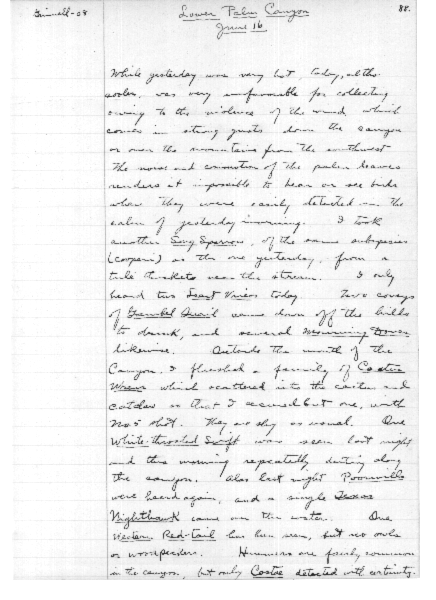 Grinnell-08
Lower Palm Canyon
88.
June 16
While yesterday was very hot, today, altho
cooler, was very unfavorable for collecting
owing to the violence of the wind, which
comes in strong gusts down the canyon
or over the mountains from the southwest.
The noise and commotion of the palm leaves
renders it impossible to hear or see birds
where they were easily detected in the
calm of yesterday morning. I took
another Song Sparrow, of the same subspecies
(cooperi) as the one yesterday, from a
tule thicket near the stream. I only
heard two Least Vireos today. Two coveys
of Gambel Quail came down off the hills
to drink, and several Mourning Doves
likewise. Outside the mouth of the
Canyon I flushed a family of Cactus
Wrens which scattered into the cactus and
catclaw so that I secured but one, with
No 5 shot. They are shy as usual. One
White-throated Swift was seen last night
and this morning repeatedly, darting along
the canyon. Also last night Poorwills
were heard again, and a single Texas
Nighthawk came over the water. One
Western Red-tail has been seen, but no owls
or woodpeckers. Hummers are fairly common
in the canyon, but only Costas detected with certainty.